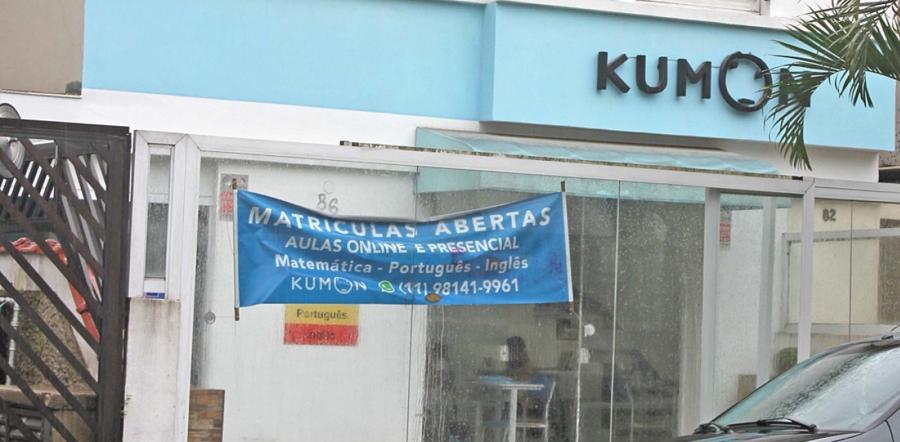 KUMON
86
MATRICULAS ABERTAS
AULAS ONLINE E PRESENCIAL
Matemática - Português - Inglês
KUMON (11) 98141-9961
Português
82